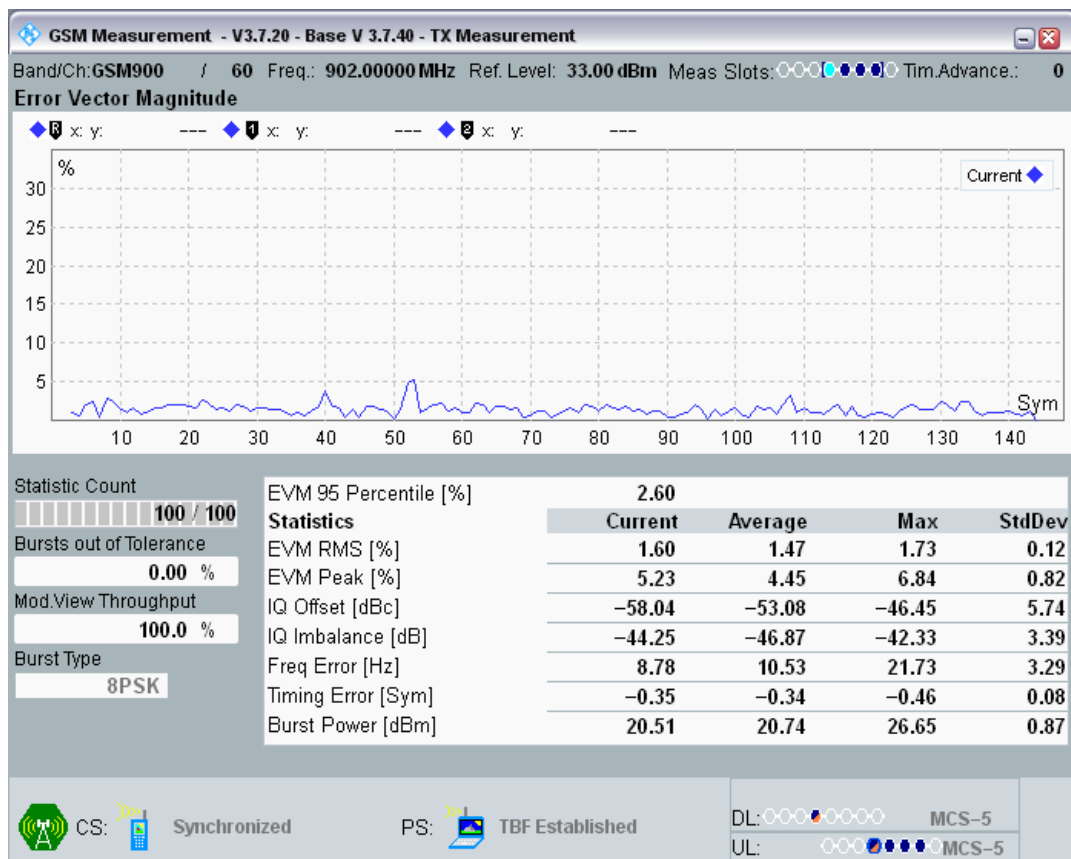 GSM Measurement - V3.7.20 - Base V 3.7.40 - TX Measurement
Band/Ch:GSM900 / 60 Freq.: 902.00000 MHz Ref. Level: 33.00 dBm Meas Slots: Tim.Advance.: 0
Error Vector Magnitude
R x: y: --- 1 x: y: --- 2 x: y: ---
%
Current
30
25
20
15
10
5
Sym
10 20 30 40 50 60 70 80 90 100 110 120 130 140
Statistic Count
100 / 100
Bursts out of Tolerance
0.00 %
Mod.View Throughput
100.0 %
Burst Type
8PSK
EVM 95 Percentile [%] 2.60
Statistics Current Average Max StdDev
EVM RMS [%] 1.60 1.47 1.73 0.12
EVM Peak [%] 5.23 4.45 6.84 0.82
IQ Offset [dBc] −58.04 −53.08 −46.45 5.74
IQ Imbalance [dB] −44.25 −46.87 −42.33 3.39
Freq Error [Hz] 8.78 10.53 21.73 3.29
Timing Error [Sym] −0.35 −0.34 −0.46 0.08
Burst Power [dBm] 20.51 20.74 26.65 0.87
CS: Synchronized PS: TBF Established
DL: MCS−5
UL: MCS−5